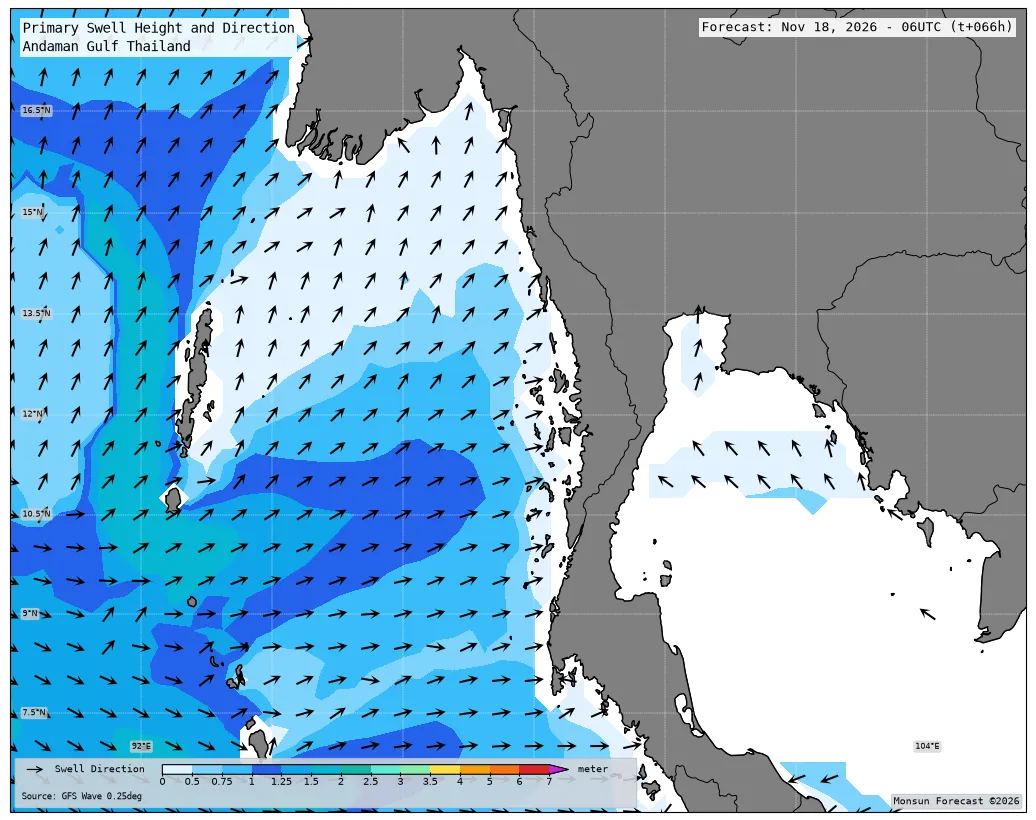 Primary Swell Height and Direction
Andaman Gulf Thailand
Forecast: Nov 18, 2026 - 06UTC (t+066h)
16.5°N
15°N
13.5°N
12°N
10.5°N
9°N
7.5°N
92°E
104°E
Swell Direction
0 0.5 0.75 1 1.25 1.5 2 2.5 3 3.5 4 5 6 7
meter
Source: GFS Wave 0.25deg
Monsun Forecast ©2026